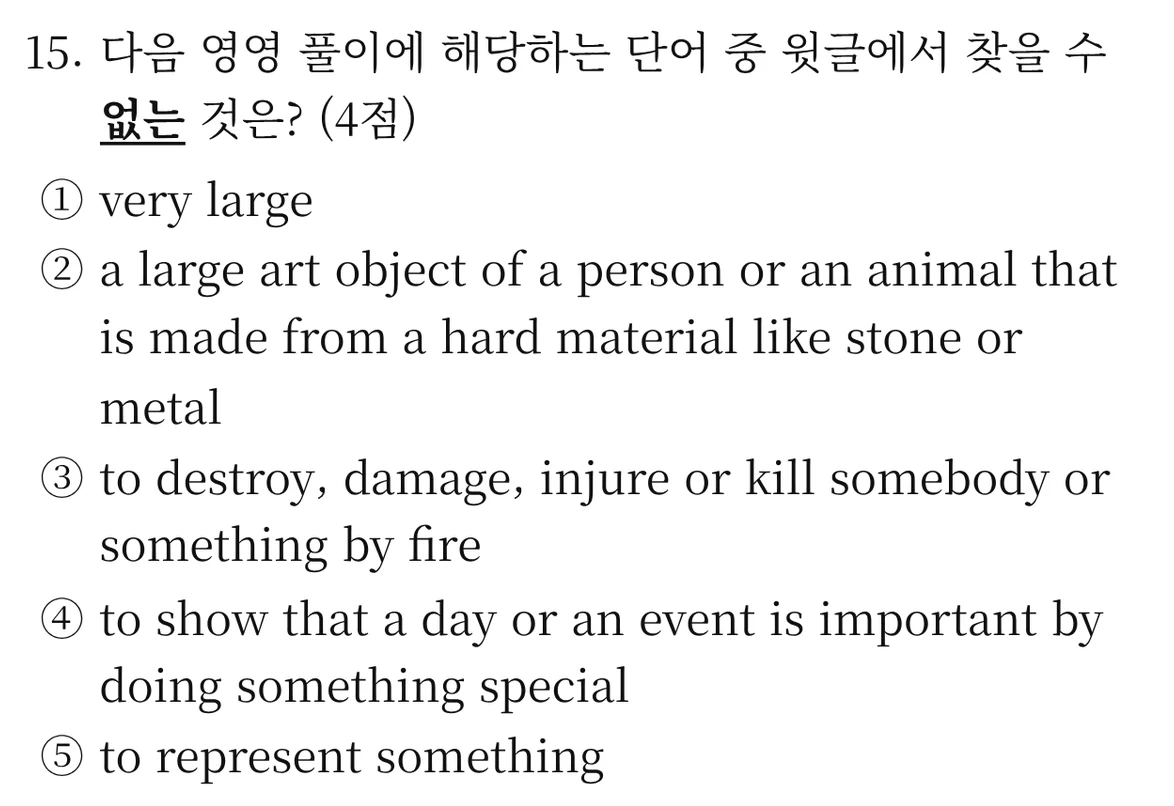 15. 다음 영영 풀이에 해당하는 단어 중 윗글에서 찾을 수
없는 것은? (4점)
① very large
② a large art object of a person or an animal that
is made from a hard material like stone or
metal
③ to destroy, damage, injure or kill somebody or
something by fire
④ to show that a day or an event is important by
doing something special
⑤ to represent something